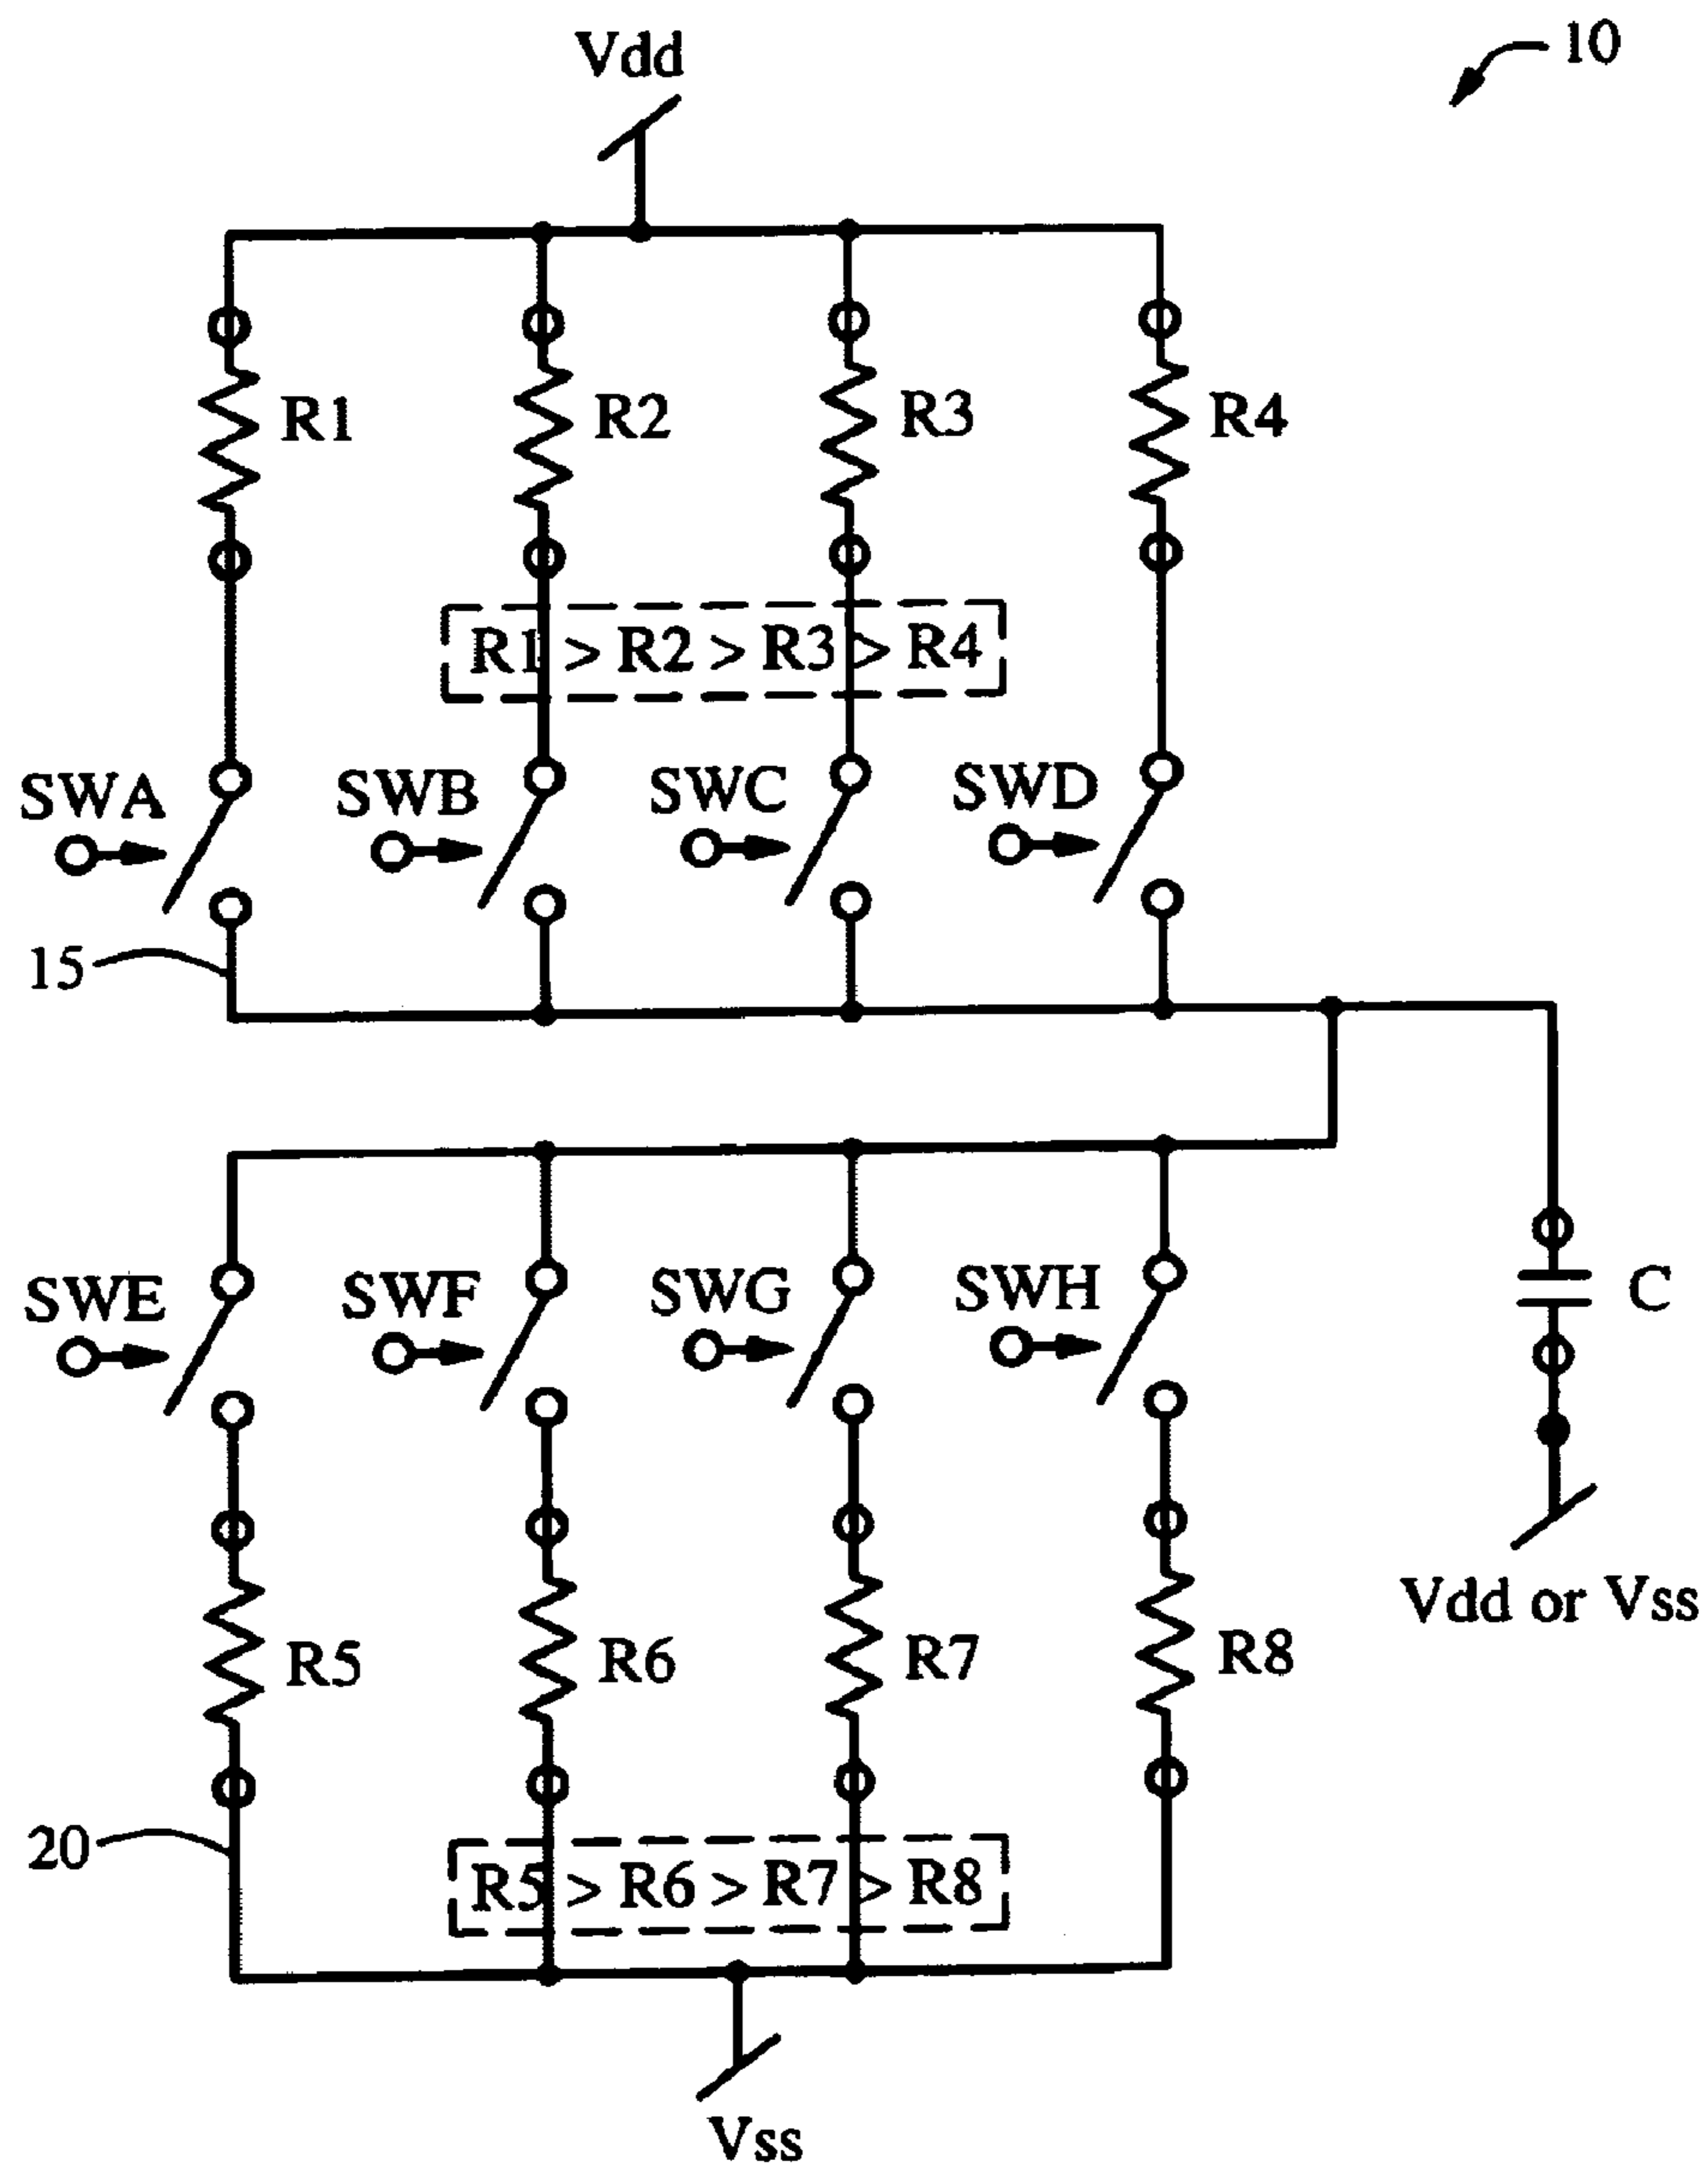 10
Vdd
R1
R2
R3
R4
R1 > R2 > R3 > R4
SWA
SWB
SWC
SWD
15
SWE
SWF
SWG
SWH
C
Vdd or Vss
R5
R6
R7
R8
20
R5 > R6 > R7 > R8
Vss